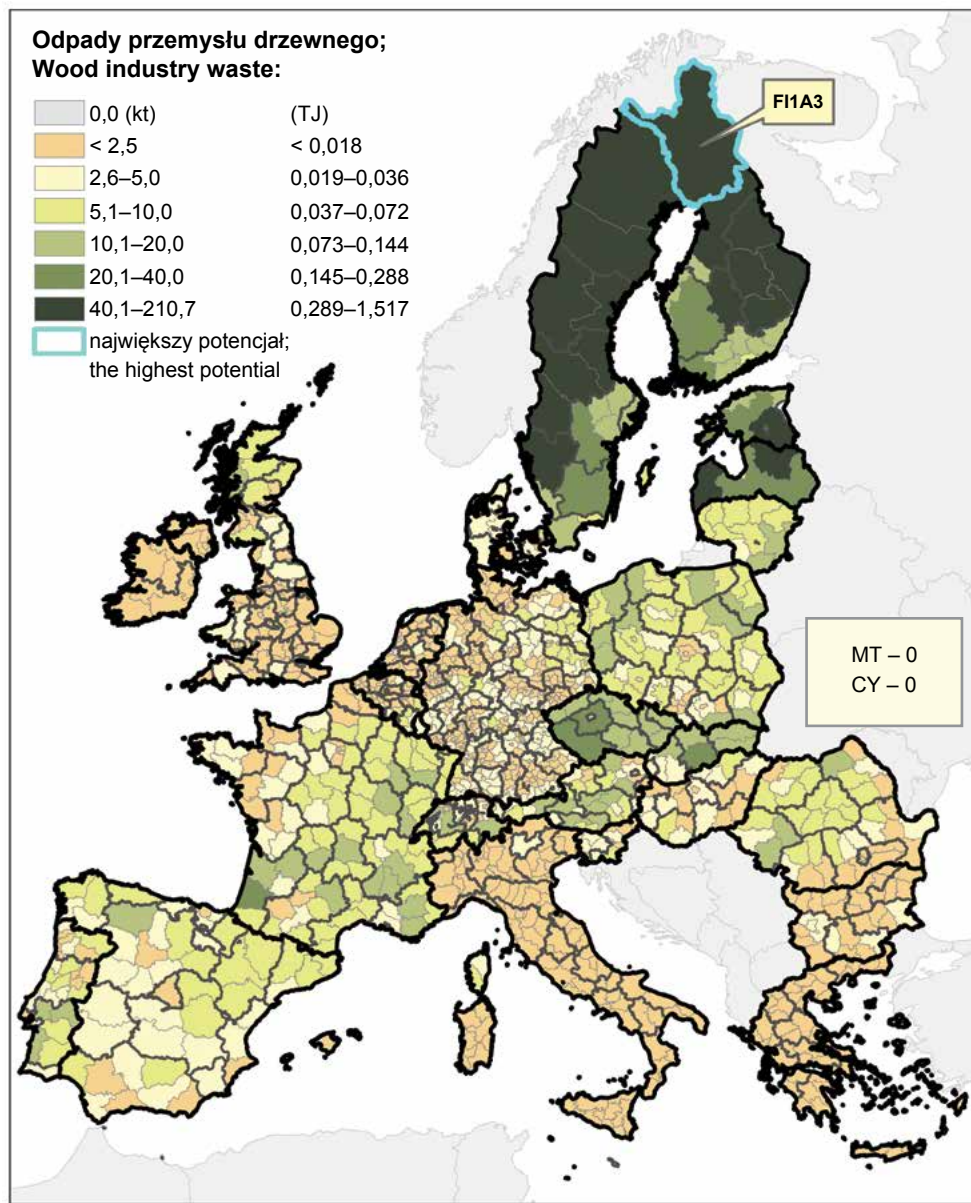 Odpady przemysłu drzewnego;
Wood industry waste:
0,0 (kt) (TJ)
< 2,5 < 0,018
2,6–5,0 0,019–0,036
5,1–10,0 0,037–0,072
10,1–20,0 0,073–0,144
20,1–40,0 0,145–0,288
40,1–210,7 0,289–1,517
największy potencjał;
the highest potential
FI1A3
MT – 0
CY – 0